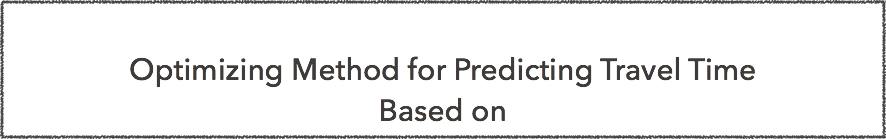 Optimizing Method for Predicting Travel Time
Based on